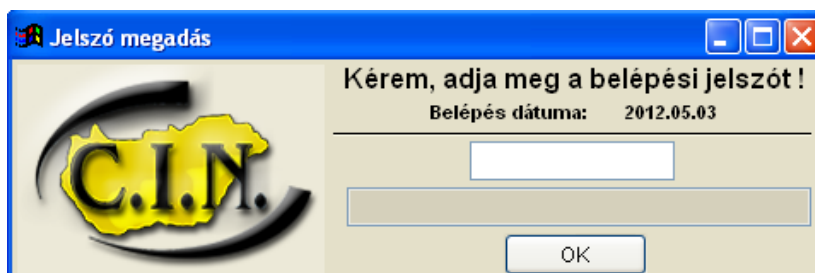 Jelszó megadás
Kérem, adja meg a belépési jelszót !
Belépés dátuma: 2012.05.03
C.I.N.
OK